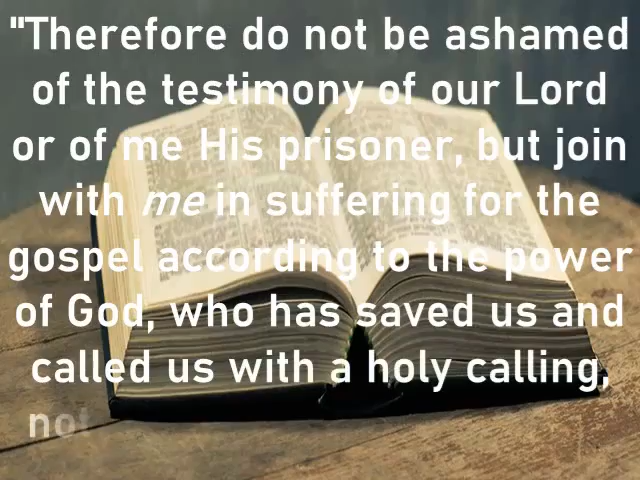 "Therefore do not be ashamed
of the testimony of our Lord
or of me His prisoner, but join
with me in suffering for the
gospel according to the power
of God, who has saved us and
called us with a holy calling,
not